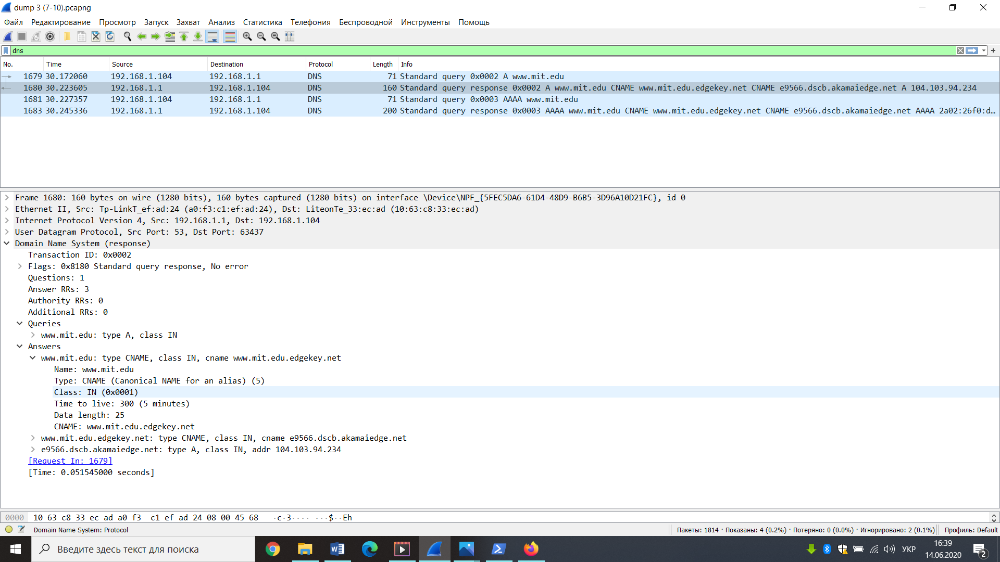 dump 3 (7-10).pcapng
Файл Редактирование Просмотр Запуск Захват Анализ Статистика Телефония Беспроводной Инструменты Помощь
dns
No. Time Source Destination Protocol Length Info
1679 30.172060 192.168.1.104 192.168.1.1 DNS 71 Standard query 0x0002 A www.mit.edu
1680 30.223605 192.168.1.1 192.168.1.104 DNS 160 Standard query response 0x0002 A www.mit.edu CNAME www.mit.edu.edgekey.net CNAME e9566.dscb.akamaiedge.net A 104.103.94.234
1681 30.227357 192.168.1.104 192.168.1.1 DNS 71 Standard query 0x0003 AAAA www.mit.edu
1683 30.245336 192.168.1.1 192.168.1.104 DNS 200 Standard query response 0x0003 AAAA www.mit.edu CNAME www.mit.edu.edgekey.net CNAME e9566.dscb.akamaiedge.net AAAA 2a02:26f0:d…
Frame 1680: 160 bytes on wire (1280 bits), 160 bytes captured (1280 bits) on interface \Device\NPF_{5FEC5DA6-61D4-48D9-B6B5-3D96A10D21FC}, id 0
Ethernet II, Src: Tp-LinkT_ef:ad:24 (a0:f3:c1:ef:ad:24), Dst: LiteonTe_33:ec:ad (10:63:c8:33:ec:ad)
Internet Protocol Version 4, Src: 192.168.1.1, Dst: 192.168.1.104
User Datagram Protocol, Src Port: 53, Dst Port: 63437
Domain Name System (response)
Transaction ID: 0x0002
Flags: 0x8180 Standard query response, No error
Questions: 1
Answer RRs: 3
Authority RRs: 0
Additional RRs: 0
Queries
www.mit.edu: type A, class IN
Answers
www.mit.edu: type CNAME, class IN, cname www.mit.edu.edgekey.net
Name: www.mit.edu
Type: CNAME (Canonical NAME for an alias) (5)
Class: IN (0x0001)
Time to live: 300 (5 minutes)
Data length: 25
CNAME: www.mit.edu.edgekey.net
www.mit.edu.edgekey.net: type CNAME, class IN, cname e9566.dscb.akamaiedge.net
e9566.dscb.akamaiedge.net: type A, class IN, addr 104.103.94.234
[Request In: 1679]
[Time: 0.051545000 seconds]
0000 10 63 c8 33 ec ad a0 f3 c1 ef ad 24 08 00 45 68 ·c·3···· ···$··Eh
Domain Name System: Protocol
Пакеты: 1814 · Показаны: 4 (0.2%) · Потеряно: 0 (0.0%) · Игнорировано: 2 (0.1%)
Профиль: Default
Введите здесь текст для поиска
УКР
16:39
14.06.2020
2